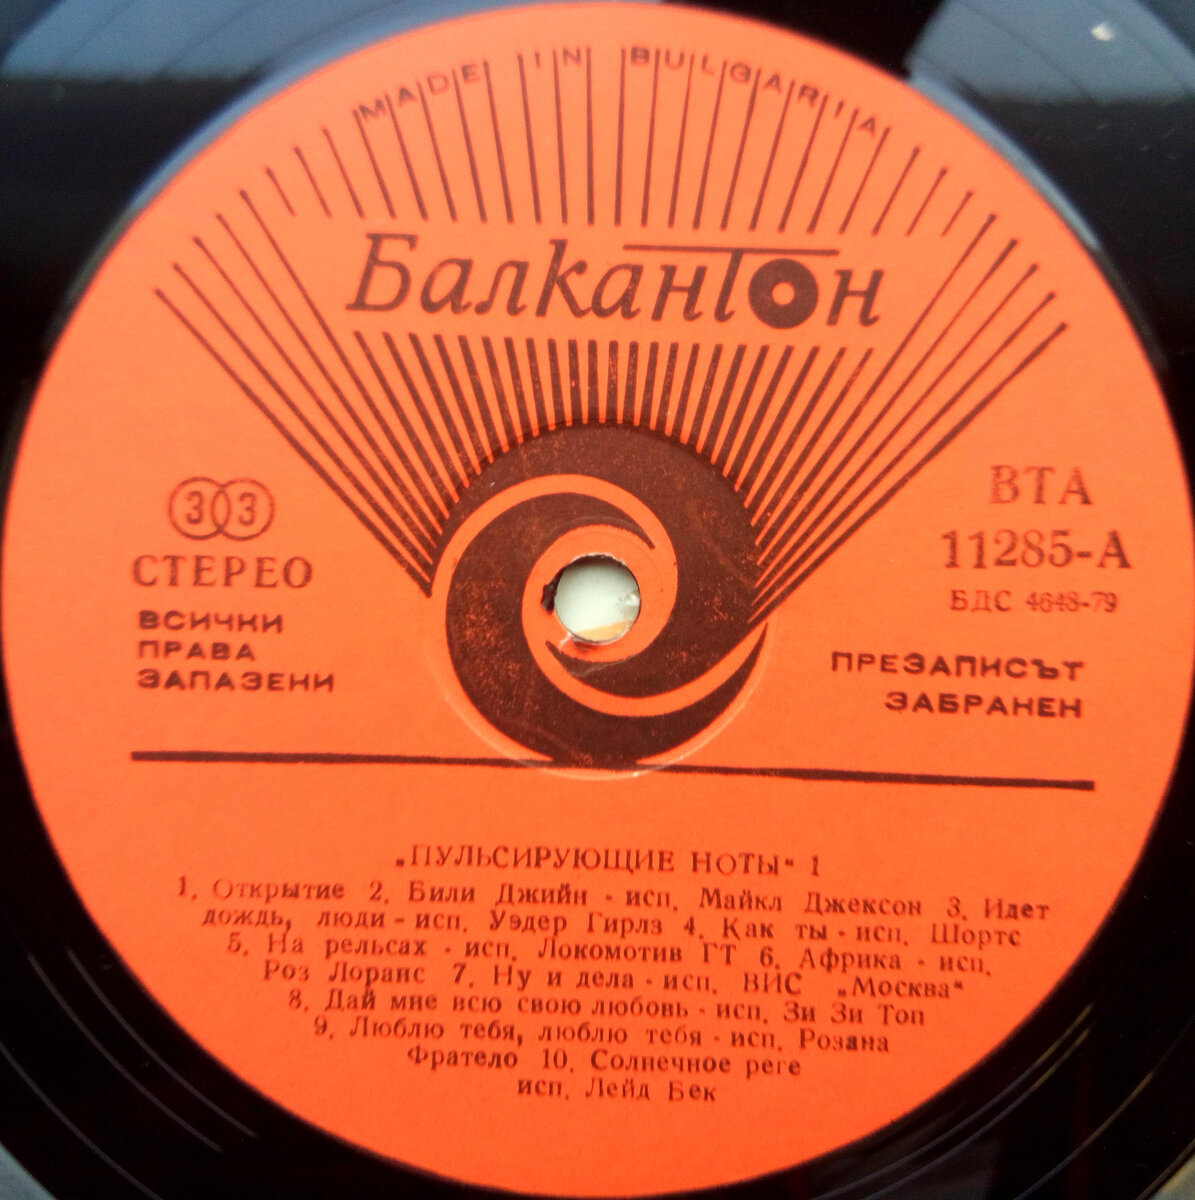 MADE IN BULGARIA
Балкантон
33
СТЕРЕО
ВСИЧКИ
ПРАВА
ЗАПАЗЕНИ
ВТА
11285-А
БДС 4648-79
ПРЕЗАПИСЪТ
ЗАБРАНЕН
„ПУЛЬСИРУЮЩИЕ НОТЫ“ 1
1. Открытие 2. Били Джийн - исп. Майкл Джексон 3. Идет
дождь, люди - исп. Уэдер Гирлз 4. Как ты - исп. Шортс
5. На рельсах - исп. Локомотив ГТ 6. Африка - исп.
Роз Лоранс 7. Ну и дела - исп. ВИС „Москва“
8. Дай мне всю свою любовь - исп. Зи Зи Топ
9. Люблю тебя, люблю тебя - исп. Розана
Фратело 10. Солнечное реге
исп. Лейд Бек